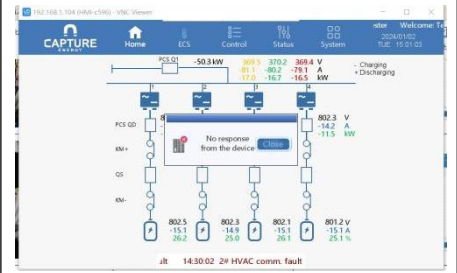 192.168.1.104 (HMI-c590) - VNC Viewer
CAPTURE
ENERGY
Home
ECS
Control
Status
System
ster Welcome: Te
2024/01/02
TUE 15:01:03
PCS Q1 -50.3 kW 369.5 370.2 369.4 V
-81.1 -80.2 -79.1 A
-17.0 -16.7 -16.5 kW
- Charging
+ Discharging
1 2 3 4
PCS QD
8
802.3 V
-14.2 A
-11.5 kW
No response
from the device
Close
KM+
QS
KM-
802.5 802.3 802.1 801.2 V
-15.1 -14.9 -15.1 -15.1 A
26.2 25.0 26.1 25.1 %
ult 14:30:02 2# HVAC comm. fault